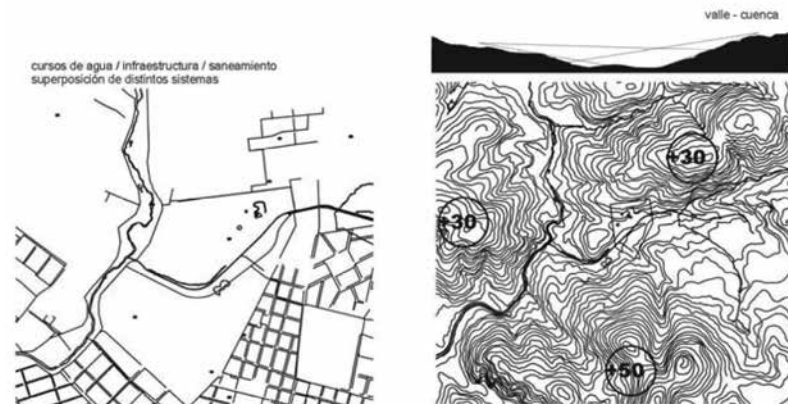 cursos de agua / infraestructura / saneamiento
superposición de distintos sistemas
valle - cuenca
+30
+30
+50